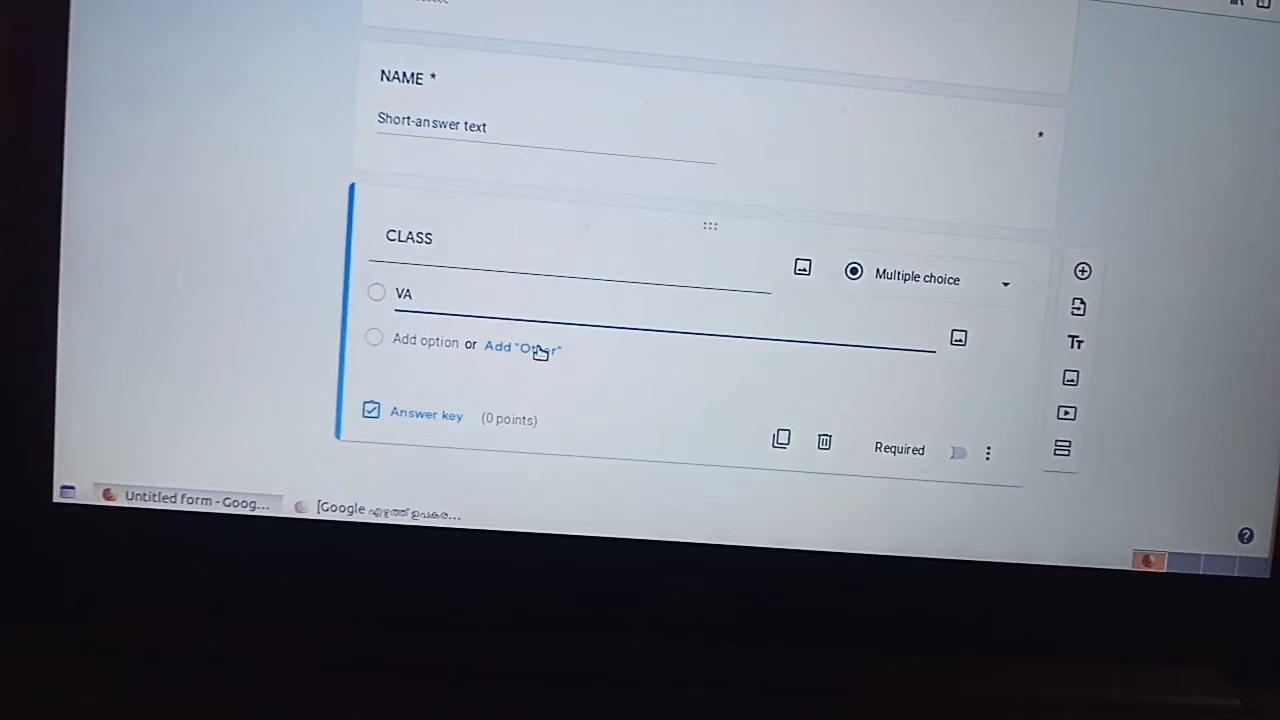 NAME *
Short-answer text
*
CLASS
Multiple choice
VA
Add option or Add "Other"
Answer key (0 points)
Required
Untitled form - Goog...
[Google എഴുത്ത് ഉപകര...